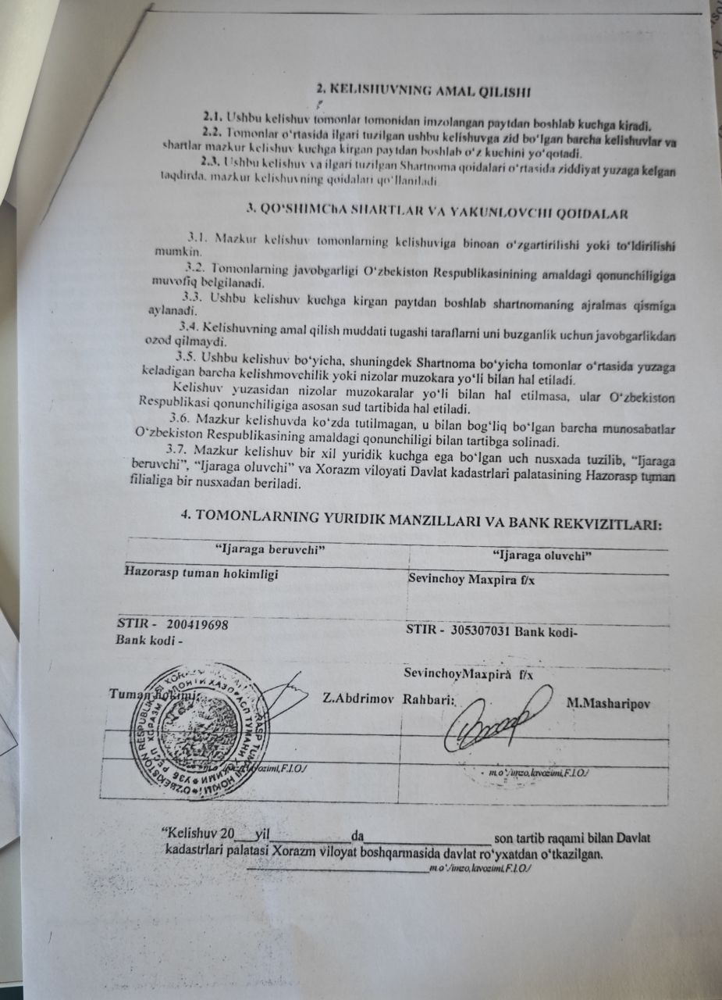 2. KELISHUVNING AMAL QILISHI
2.1. Ushbu kelishuv tomonlar tomonidan imzolangan paytdan boshlab kuchga kiradi.
2.2. Tomonlar o‘rtasida ilgari tuzilgan ushbu kelishuvga zid bo‘lgan barcha kelishuvlar va
shartlar mazkur kelishuv kuchga kirgan paytdan boshlab o‘z kuchini yo‘qotadi.
2.3. Ushbu kelishuv va ilgari tuzilgan Shartnoma qoidalari o‘rtasida ziddiyat yuzaga kelgan
taqdirda, mazkur kelishuvning qoidalari qo‘llaniladi
3. QO‘SHIMChA SHARTLAR VA YAKUNLOVCHI QOIDALAR
3.1. Mazkur kelishuv tomonlarning kelishuviga binoan o‘zgartirilishi yoki to‘ldirilishi
mumkin.
3.2. Tomonlarning javobgarligi O‘zbekiston Respublikasinining amaldagi qonunchiligiga
muvofiq belgilanadi.
3.3. Ushbu kelishuv kuchga kirgan paytdan boshlab shartnomaning ajralmas qismiga
aylanadi.
3.4. Kelishuvning amal qilish muddati tugashi taraflarni uni buzganlik uchun javobgarlikdan
ozod qilmaydi.
3.5. Ushbu kelishuv bo‘yicha, shuningdek Shartnoma bo‘yicha tomonlar o‘rtasida yuzaga
keladigan barcha kelishmovchilik yoki nizolar muzokara yo‘li bilan hal etiladi.
Kelishuv yuzasidan nizolar muzokaralar yo‘li bilan hal etilmasa, ular O‘zbekiston
Respublikasi qonunchiligiga asosan sud tartibida hal etiladi.
3.6. Mazkur kelishuvda ko‘zda tutilmagan, u bilan bog‘liq bo‘lgan barcha munosabatlar
O‘zbekiston Respublikasining amaldagi qonunchiligi bilan tartibga solinadi.
3.7. Mazkur kelishuv bir xil yuridik kuchga ega bo‘lgan uch nusxada tuzilib, “Ijaraga
beruvchi”, “Ijaraga oluvchi” va Xorazm viloyati Davlat kadastrlari palatasining Hazorasp tuman
filialiga bir nusxadan beriladi.
4. TOMONLARNING YURIDIK MANZILLARI VA BANK REKVIZITLARI:
“Ijaraga beruvchi” “Ijaraga oluvchi”
Hazorasp tuman hokimligi Sevinchoy Maxpira f/x
STIR - 200419698 STIR - 305307031 Bank kodi-
Bank kodi -
SevinchoyMaxpira f/x
Tuman hokimi: Z.Abdrimov Rahbari: M.Masharipov
m.o‘/imzo,lavozimi,F.I.O./
“Kelishuv 20___yil____________da________________son tartib raqami bilan Davlat
kadastrlari palatasi Xorazm viloyat boshqarmasida davlat ro‘yxatdan o‘tkazilgan.
_______________________m.o‘/imzo,lavozimi,F.I.O./